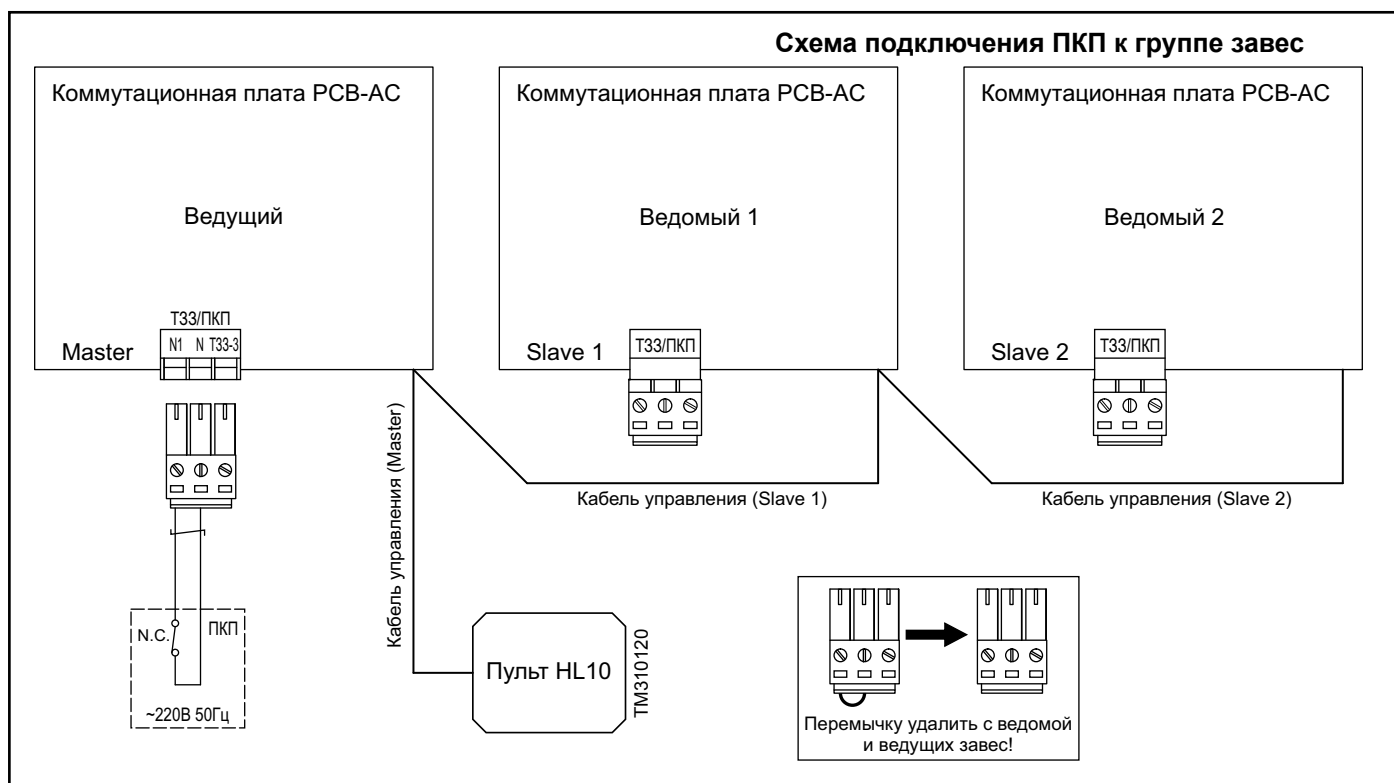 Схема подключения ПКП к группе завес
Коммутационная плата PCB-AC
Ведущий
ТЗЗ/ПКП
N1 N ТЗЗ-3
Master
Коммутационная плата PCB-AC
Ведомый 1
Slave 1
ТЗЗ/ПКП
Коммутационная плата PCB-AC
Ведомый 2
Slave 2
ТЗЗ/ПКП
Кабель управления (Master)
Кабель управления (Slave 1)
Кабель управления (Slave 2)
N.C.
ПКП
~220В 50Гц
Пульт HL10
TM310120
Перемычку удалить с ведомой
и ведущих завес!